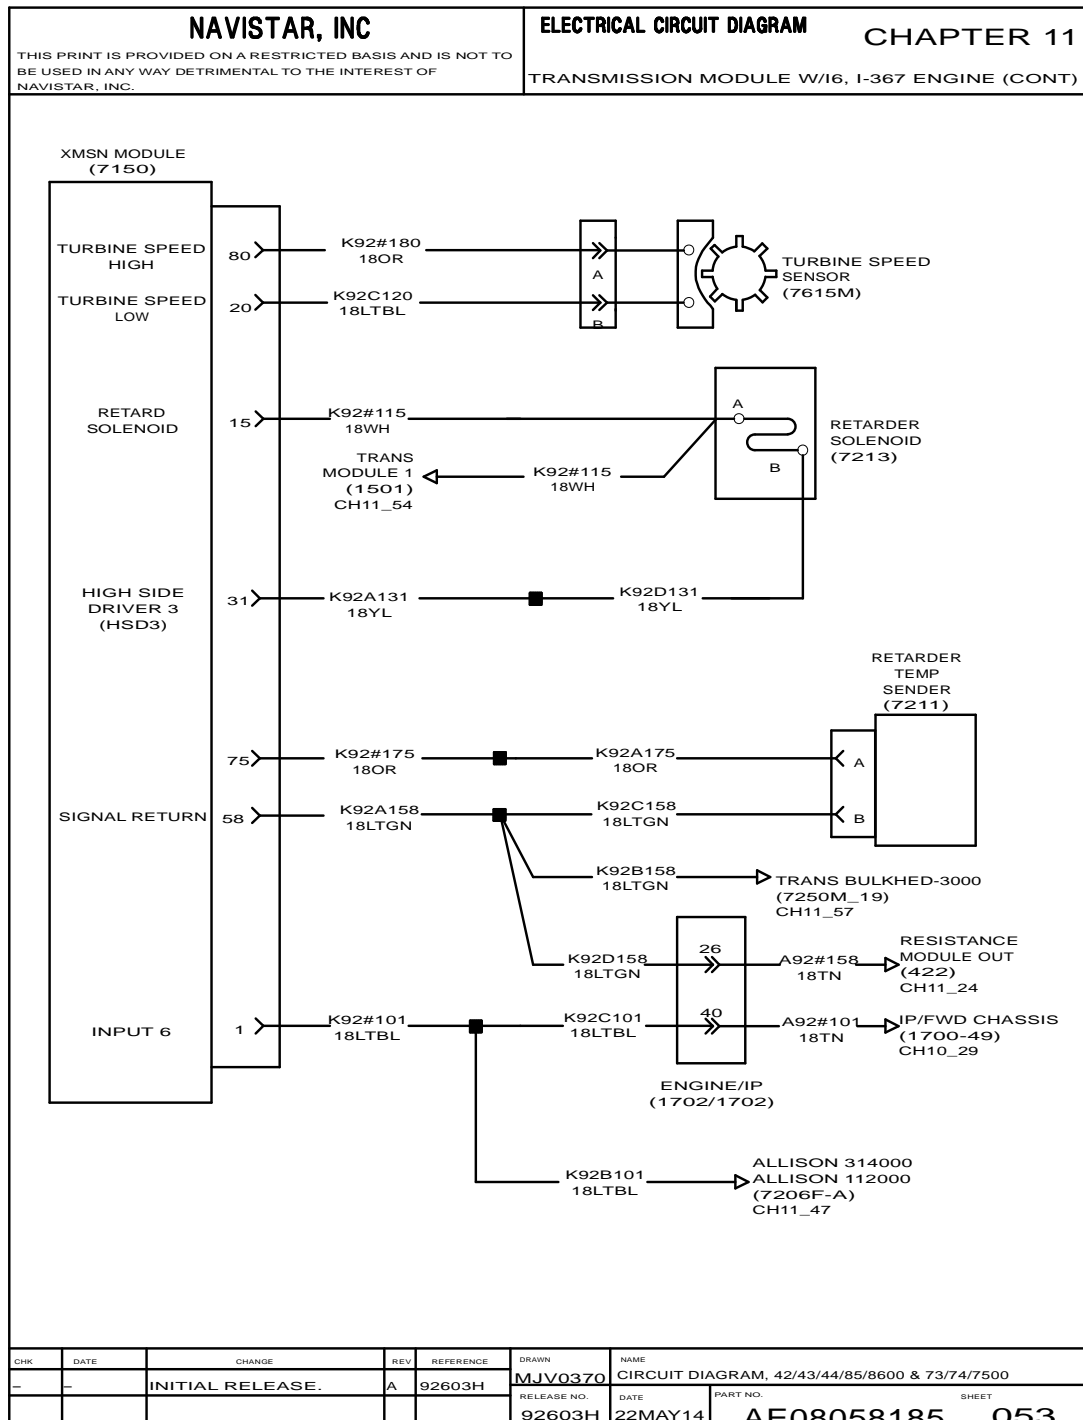 NAVISTAR, INC
THIS PRINT IS PROVIDED ON A RESTRICTED BASIS AND IS NOT TO
BE USED IN ANY WAY DETRIMENTAL TO THE INTEREST OF
NAVISTAR, INC.
ELECTRICAL CIRCUIT DIAGRAM
CHAPTER 11
TRANSMISSION MODULE W/I6, I-367 ENGINE (CONT)
XMSN MODULE
(7150)
TURBINE SPEED
HIGH
80
K92#180
18OR
A
TURBINE SPEED
SENSOR
(7615M)
TURBINE SPEED
LOW
20
K92C120
18LTBL
B
RETARD
SOLENOID
15
K92#115
18WH
A
B
RETARDER
SOLENOID
(7213)
TRANS
MODULE 1
(1501)
CH11_54
K92#115
18WH
HIGH SIDE
DRIVER 3
(HSD3)
31
K92A131
18YL
K92D131
18YL
RETARDER
TEMP
SENDER
(7211)
75
K92#175
18OR
K92A175
18OR
A
SIGNAL RETURN
58
K92A158
18LTGN
K92C158
18LTGN
B
K92B158
18LTGN
TRANS BULKHED-3000
(7250M_19)
CH11_57
K92D158
18LTGN
26
A92#158
18TN
RESISTANCE
MODULE OUT
(422)
CH11_24
INPUT 6
1
K92#101
18LTBL
K92C101
18LTBL
40
A92#101
18TN
IP/FWD CHASSIS
(1700-49)
CH10_29
ENGINE/IP
(1702/1702)
K92B101
18LTBL
ALLISON 314000
ALLISON 112000
(7206F-A)
CH11_47
CHK DATE CHANGE REV REFERENCE
– – INITIAL RELEASE. A 92603H
DRAWN
MJV0370
NAME
CIRCUIT DIAGRAM, 42/43/44/85/8600 & 73/74/7500
RELEASE NO.
92603H
DATE
22MAY14
PART NO.
AE08058185
SHEET
053